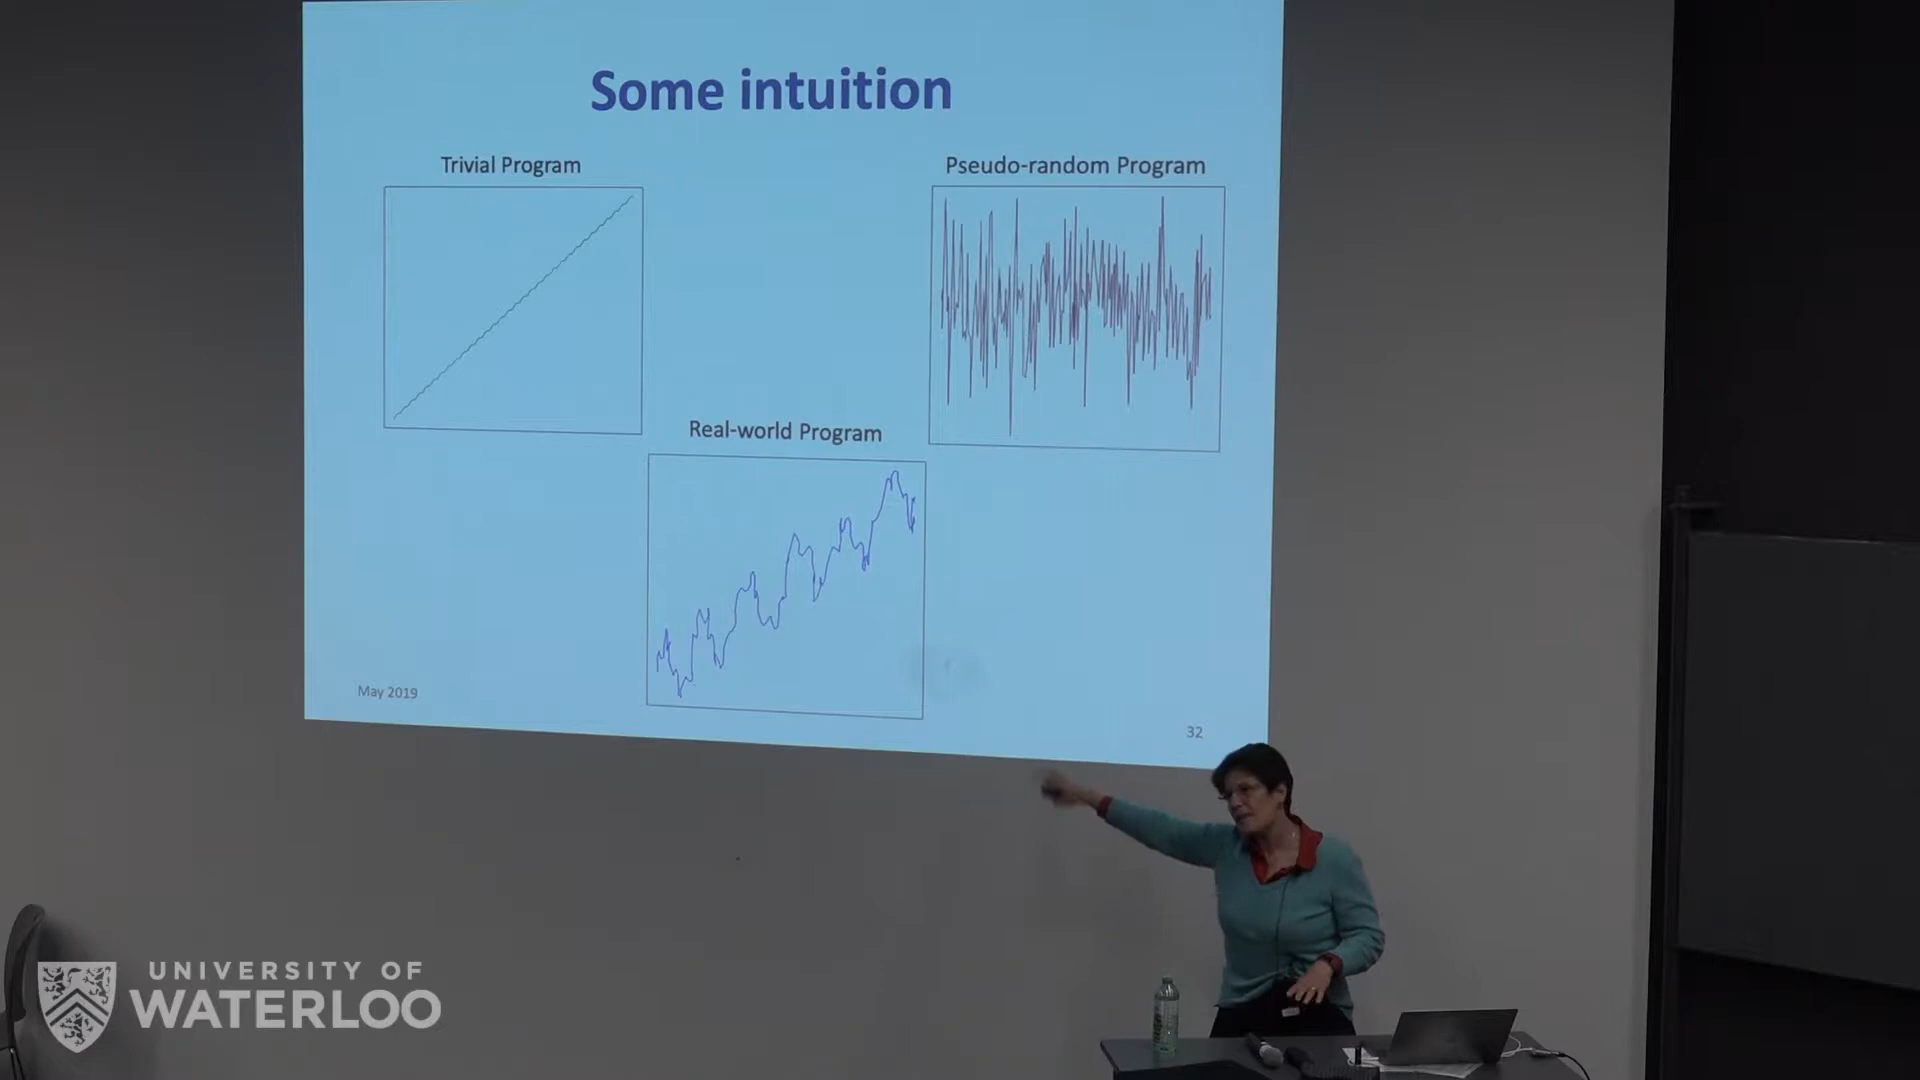 Some intuition
Trivial Program
Pseudo-random Program
Real-world Program
May 2019
32
UNIVERSITY OF
WATERLOO